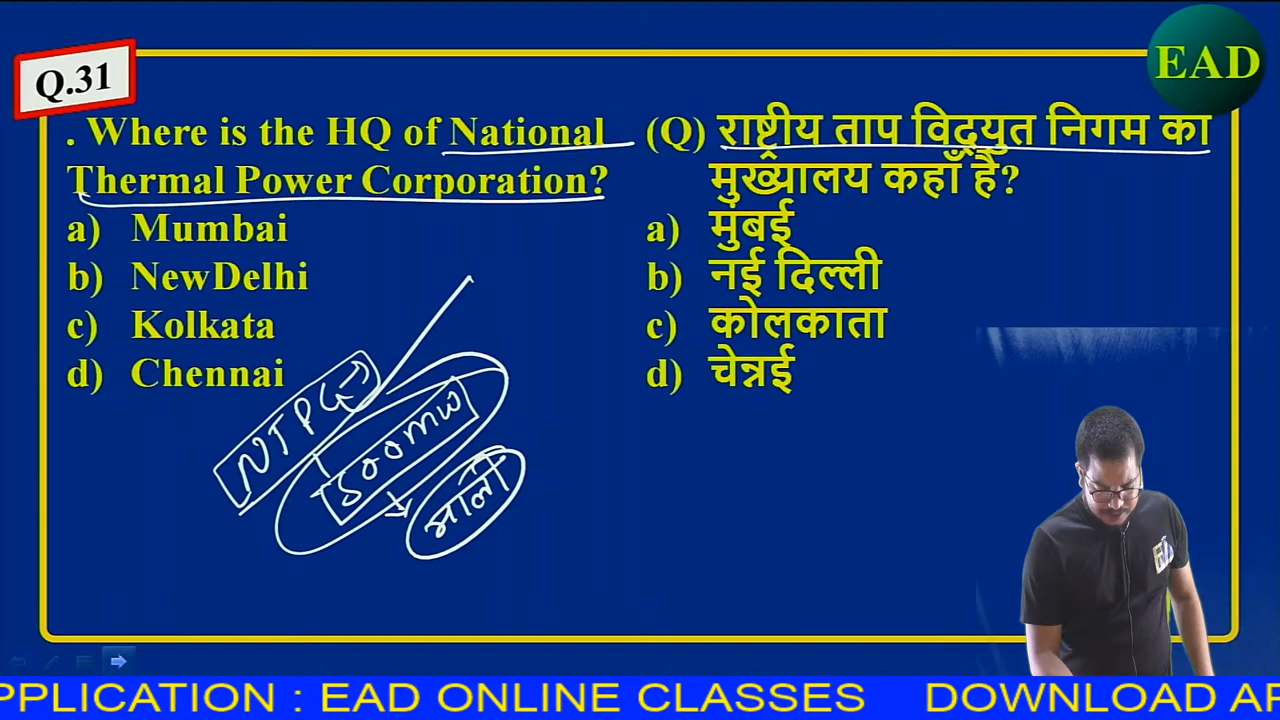 Q.31
EAD
. Where is the HQ of National
Thermal Power Corporation?
a) Mumbai
b) NewDelhi
c) Kolkata
d) Chennai
(Q) राष्ट्रीय ताप विद्युत निगम का
मुख्यालय कहाँ है?
a) मुंबई
b) नई दिल्ली
c) कोलकाता
d) चेन्नई
NTPC
500MW
माली
PPLICATION : EAD ONLINE CLASSES DOWNLOAD AP